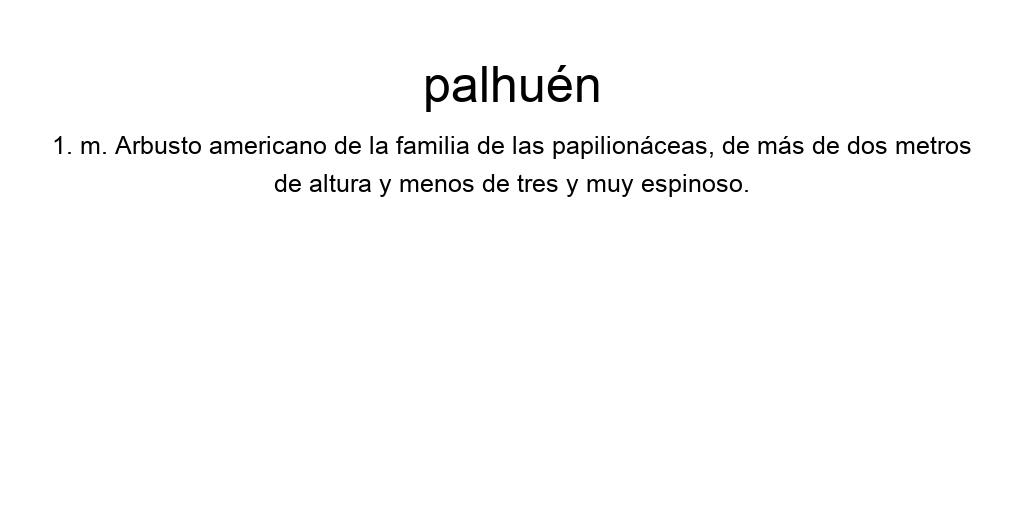 palhuén
1. m. Arbusto americano de la familia de las papilionáceas, de más de dos metros
de altura y menos de tres y muy espinoso.